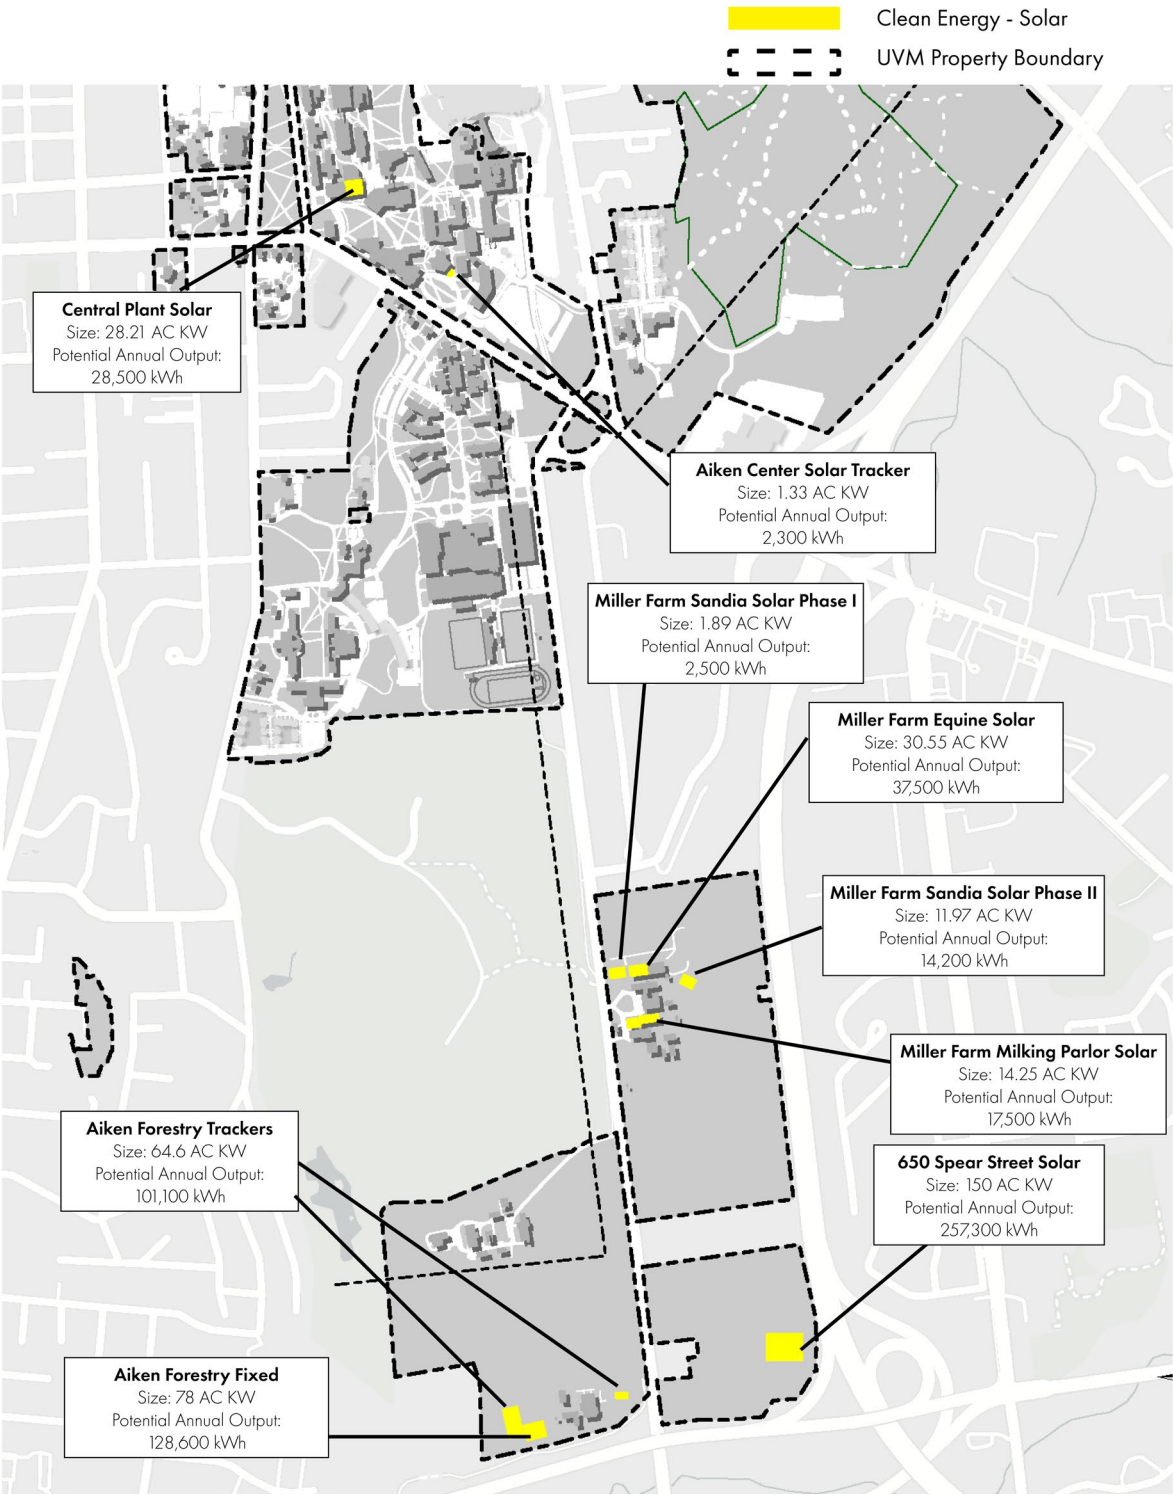 Clean Energy - Solar
UVM Property Boundary
Central Plant Solar
Size: 28.21 AC KW
Potential Annual Output:
28,500 kWh
Aiken Center Solar Tracker
Size: 1.33 AC KW
Potential Annual Output:
2,300 kWh
Miller Farm Sandia Solar Phase I
Size: 1.89 AC KW
Potential Annual Output:
2,500 kWh
Miller Farm Equine Solar
Size: 30.55 AC KW
Potential Annual Output:
37,500 kWh
Miller Farm Sandia Solar Phase II
Size: 11.97 AC KW
Potential Annual Output:
14,200 kWh
Miller Farm Milking Parlor Solar
Size: 14.25 AC KW
Potential Annual Output:
17,500 kWh
Aiken Forestry Trackers
Size: 64.6 AC KW
Potential Annual Output:
101,100 kWh
650 Spear Street Solar
Size: 150 AC KW
Potential Annual Output:
257,300 kWh
Aiken Forestry Fixed
Size: 78 AC KW
Potential Annual Output:
128,600 kWh